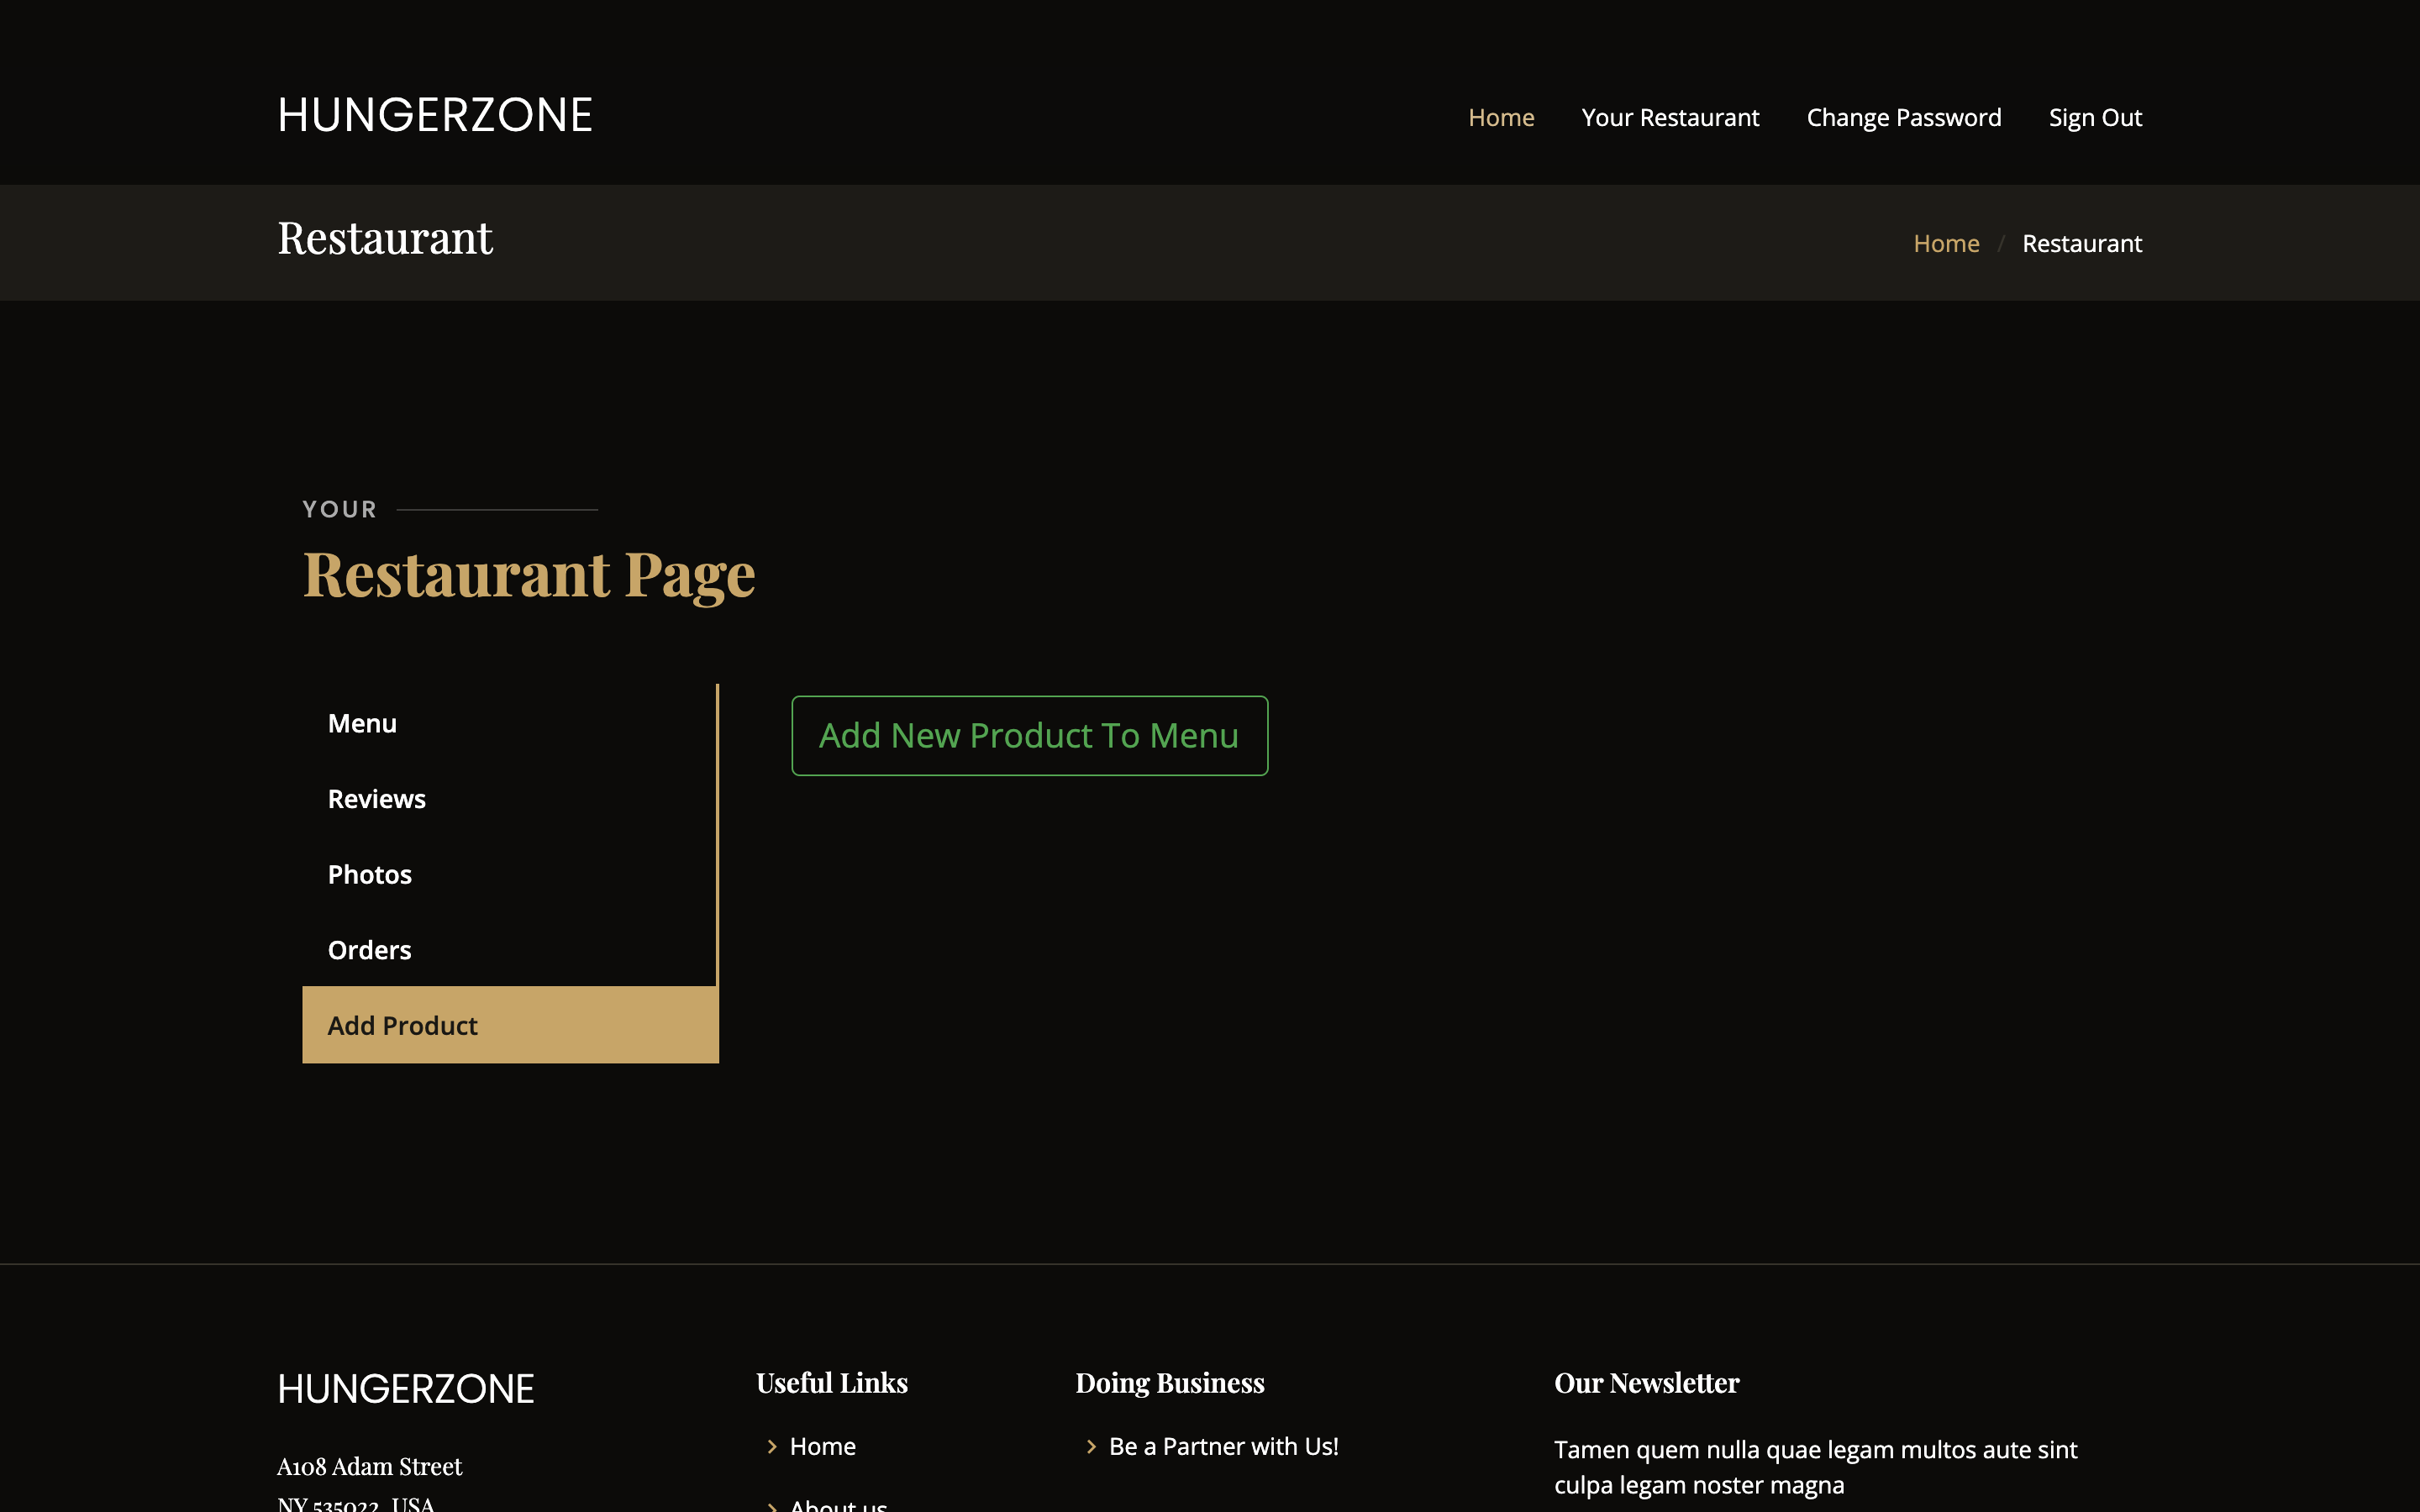 HUNGERZONE
Home Your Restaurant Change Password Sign Out
Restaurant
Home / Restaurant
YOUR
Restaurant Page
Menu
Reviews
Photos
Orders
Add Product
Add New Product To Menu
HUNGERZONE
A108 Adam Street
NY 535022, USA
Useful Links
Home
About us
Doing Business
Be a Partner with Us!
Our Newsletter
Tamen quem nulla quae legam multos aute sint
culpa legam noster magna